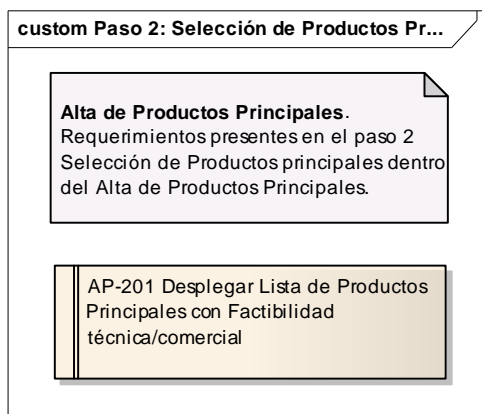 custom Paso 2: Selección de Productos Pr...
Alta de Productos Principales.
Requerimientos presentes en el paso 2
Selección de Productos principales dentro
del Alta de Productos Principales.
AP-201 Desplegar Lista de Productos
Principales con Factibilidad
técnica/comercial